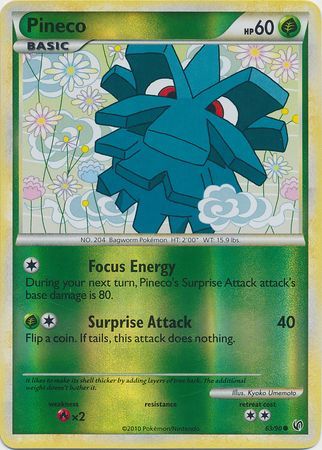 Pineco HP 60
BASIC
NO. 204 Bagworm Pokémon. HT: 2'00" WT: 15.9 lbs.
Focus Energy
During your next turn, Pineco's Surprise Attack attack's
base damage is 80.
Surprise Attack 40
Flip a coin. If tails, this attack does nothing.
It likes to make its shell thicker by adding layers of tree bark. The additional
weight doesn't bother it.
Illus. Kyoko Umemoto
weakness resistance retreat cost
×2
©2010 Pokémon/Nintendo 63/90